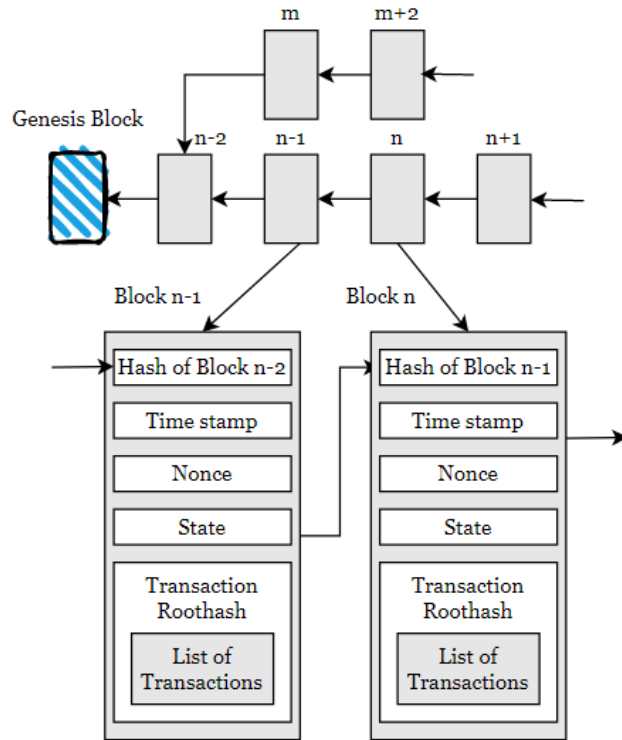 m
m+2
Genesis Block
n-2
n-1
n
n+1
Block n-1
Block n
Hash of Block n-2
Time stamp
Nonce
State
Transaction
Roothash
List of
Transactions
Hash of Block n-1
Time stamp
Nonce
State
Transaction
Roothash
List of
Transactions